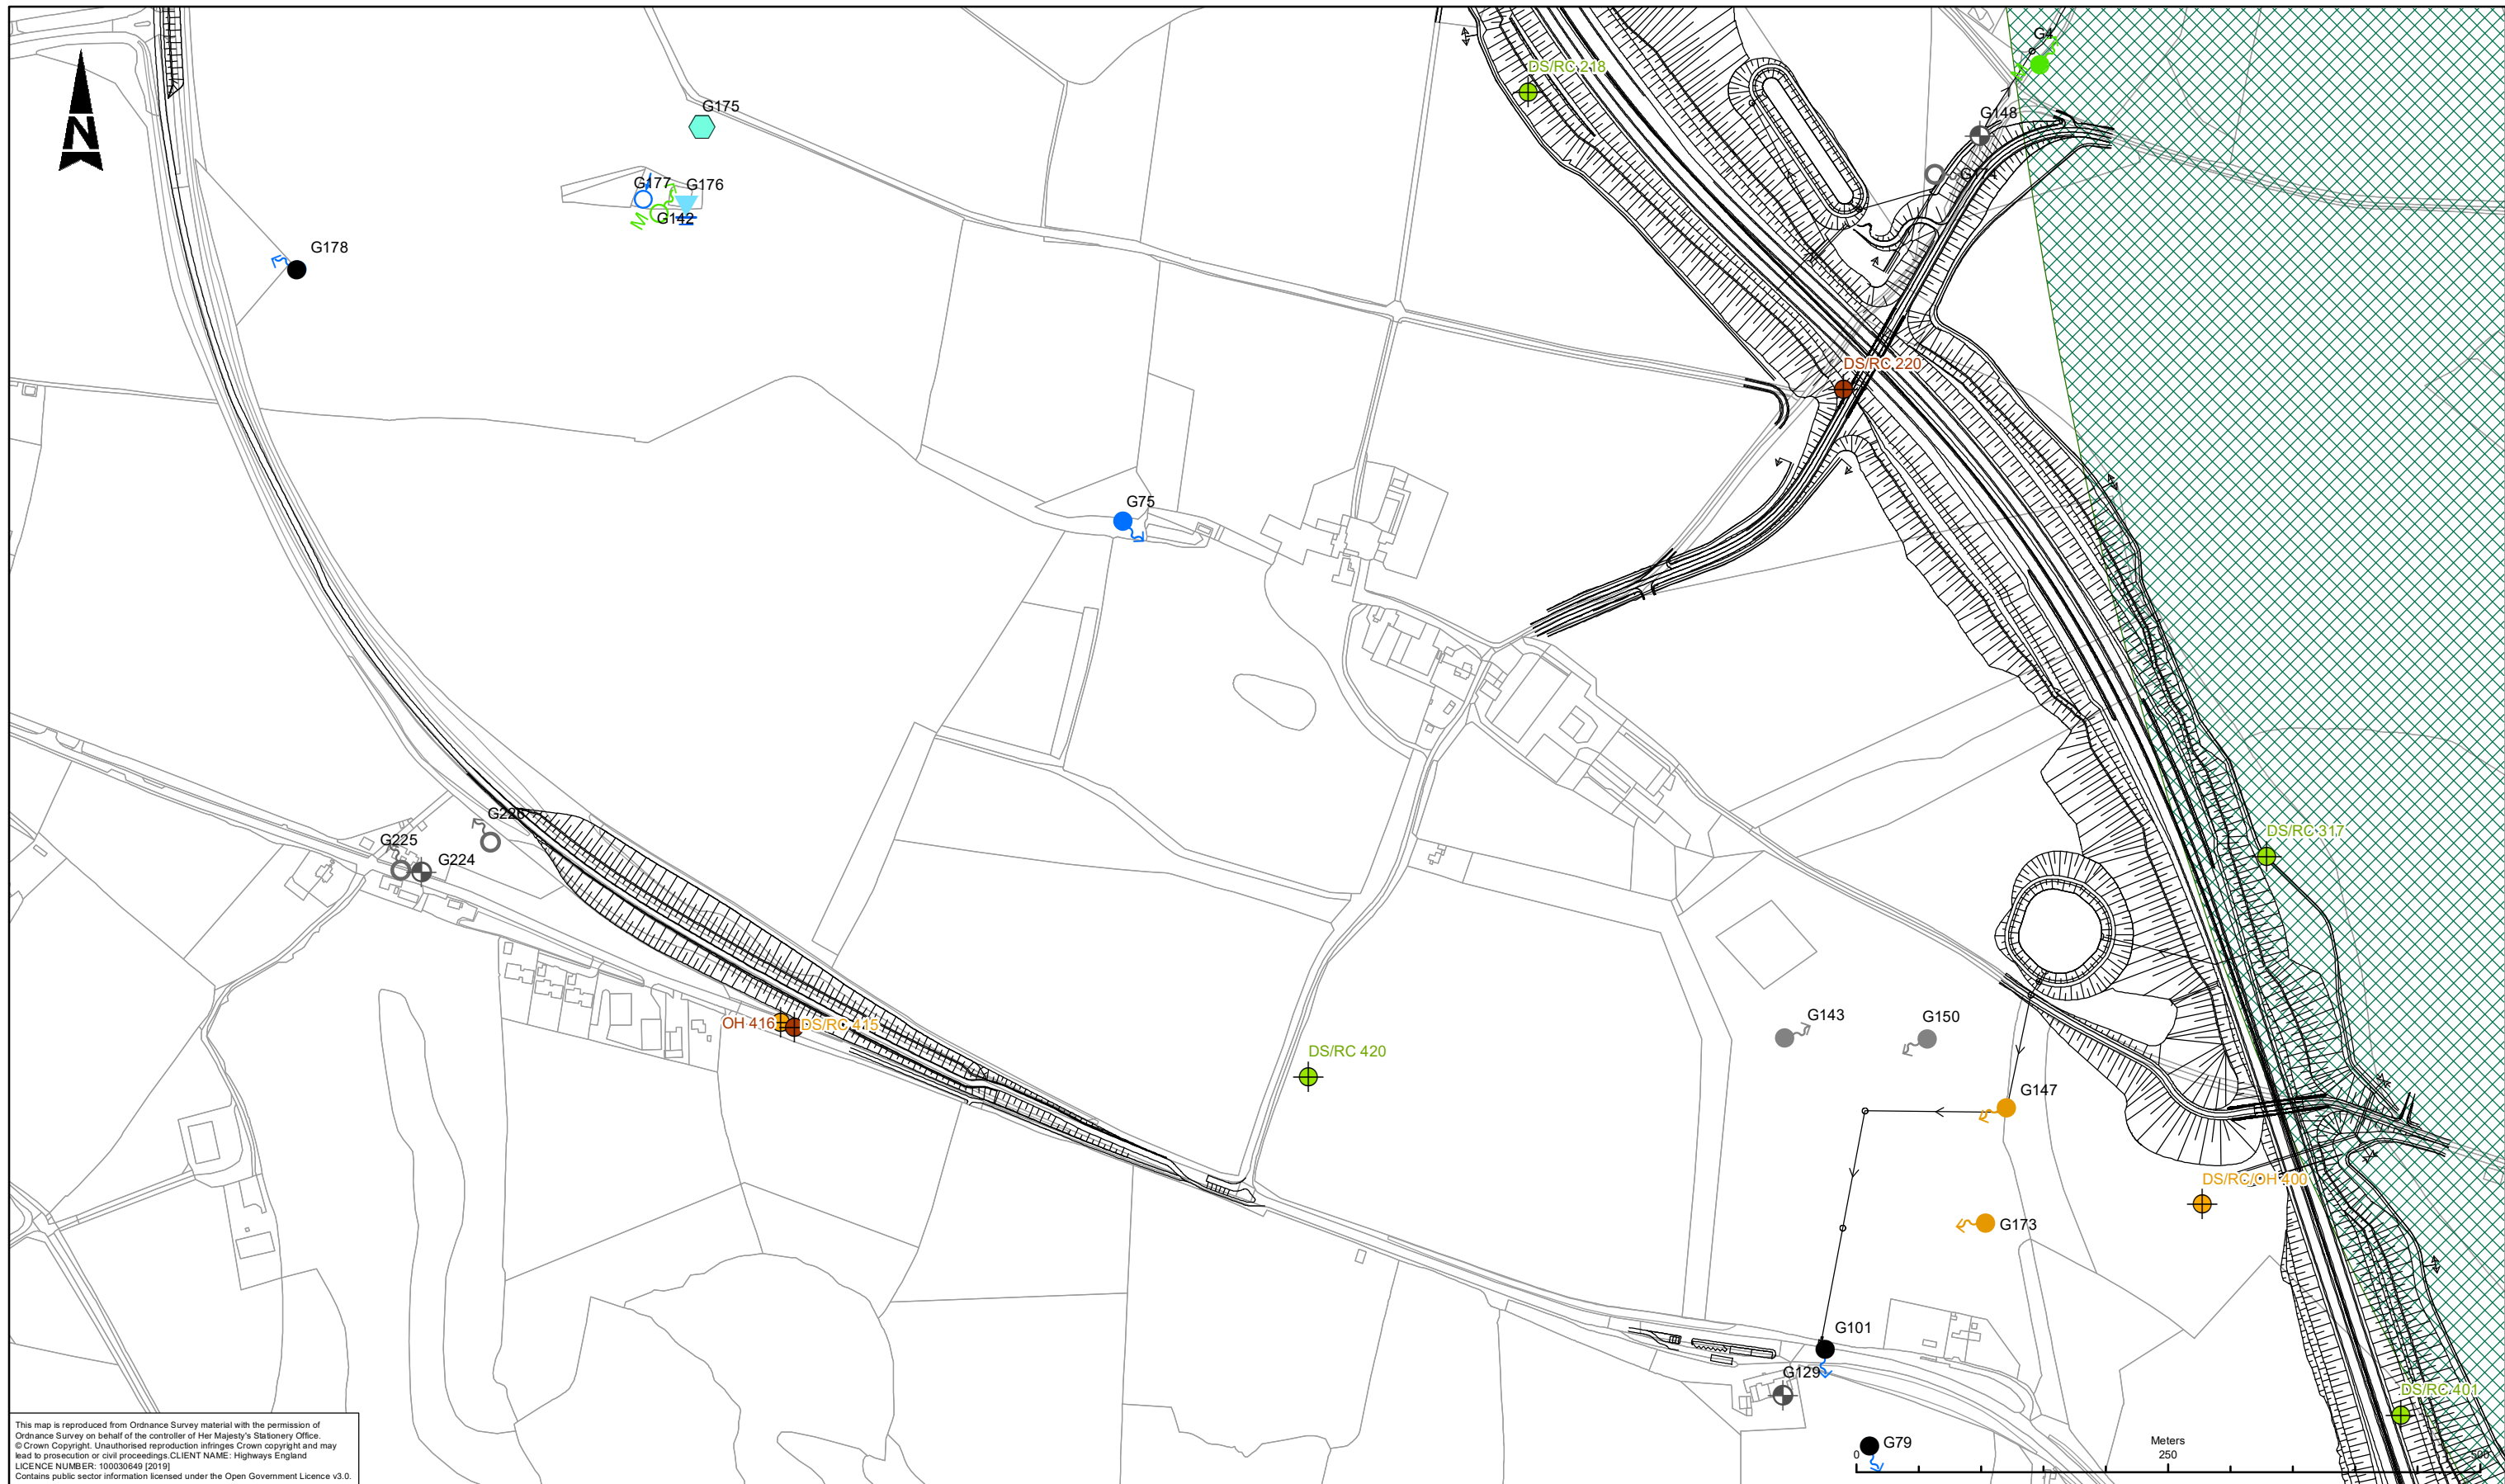 G4
DS/RC 218
G175
G148
G174
G177
G176
G142
N
M
G178
DS/RC 220
G75
G226
G225
G224
DS/RC 317
OH 416
DS/RC 415
G143
G150
DS/RC 420
G147
DS/RC/OH 400
G173
G101
G129
DS/RC 401
G79
Meters
0
250
500
This map is reproduced from Ordnance Survey material with the permission of
Ordnance Survey on behalf of the controller of Her Majesty's Stationery Office.
© Crown Copyright. Unauthorised reproduction infringes Crown copyright and may
lead to prosecution or civil proceedings.CLIENT NAME: Highways England
LICENCE NUMBER: 100030649 [2019]
Contains public sector information licensed under the Open Government Licence v3.0.